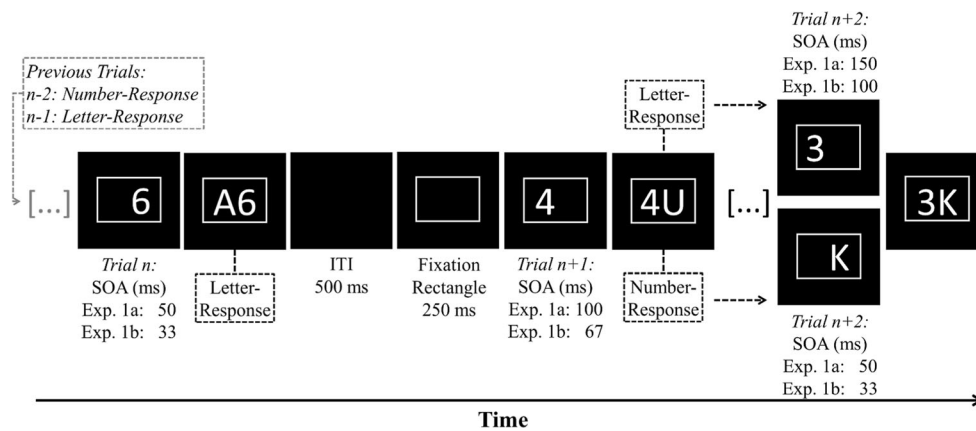 Previous Trials:
n-2: Number-Response
n-1: Letter-Response
[...]
6
Trial n:
SOA (ms)
Exp. 1a: 50
Exp. 1b: 33
A6
Letter-
Response
ITI
500 ms
Fixation
Rectangle
250 ms
4
Trial n+1:
SOA (ms)
Exp. 1a: 100
Exp. 1b: 67
Letter-
Response
4U
Number-
Response
[...]
Trial n+2:
SOA (ms)
Exp. 1a: 150
Exp. 1b: 100
3
K
Trial n+2:
SOA (ms)
Exp. 1a: 50
Exp. 1b: 33
3K
Time